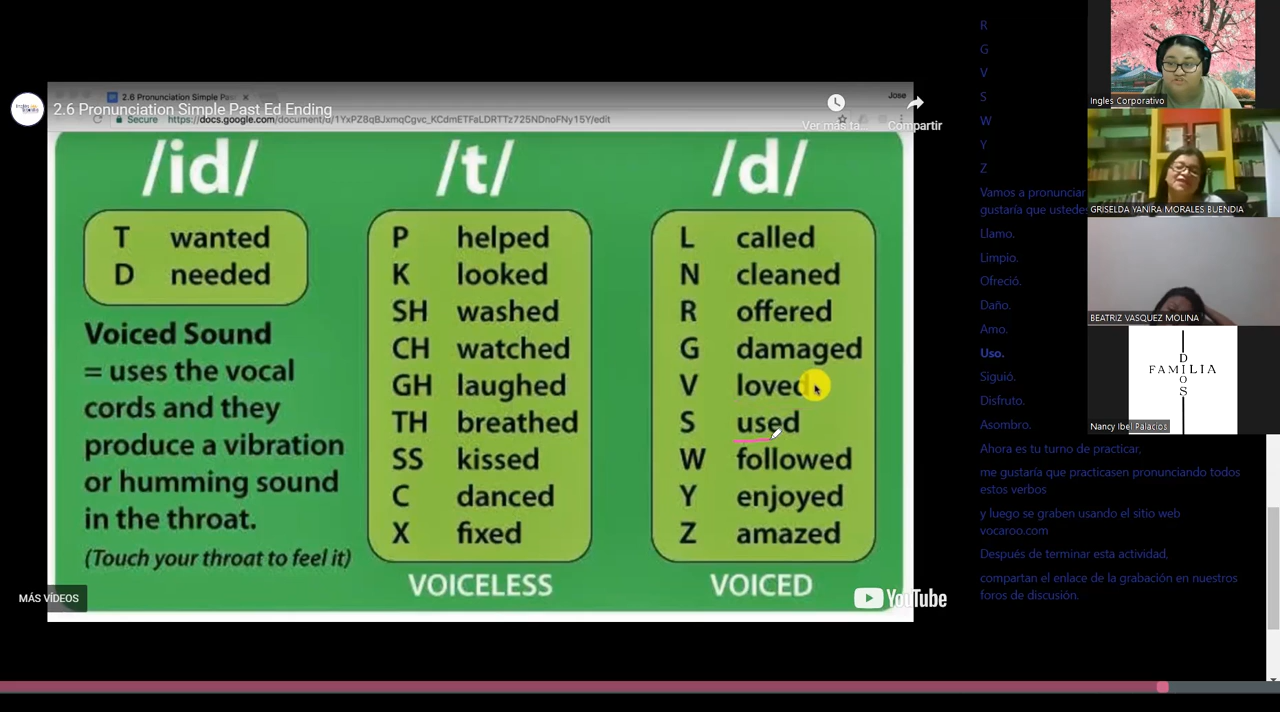 2.6 Pronunciation Simple Pas
Jose
2.6 Pronunciation Simple Past Ed Ending
Secure https://docs.google.com/document/
Ver más ta...
Compartir
/id/
T wanted
D needed
Voiced Sound
= uses the vocal
cords and they
produce a vibration
or humming sound
in the throat.
(Touch your throat to feel it)
/t/
P helped
K looked
SH washed
CH watched
GH laughed
TH breathed
SS kissed
C danced
X fixed
VOICELESS
/d/
L called
N cleaned
R offered
G damaged
V loved
S used
W followed
Y enjoyed
Z amazed
VOICED
MÁS VÍDEOS
YouTube
R
G
V
S
W
Y
Z
Vamos a pronunciar
gustaría que ustede
Llamo.
Limpio.
Ofreció.
Daño.
Amo.
Uso.
Siguió.
Disfruto.
Asombro.
Ahora es tu turno de practicar,
me gustaría que practicasen pronunciando todos
estos verbos
y luego se graben usando el sitio web
vocaroo.com
Después de terminar esta actividad,
compartan el enlace de la grabación en nuestros
foros de discusión.
Ingles Corporativo
GRISELDA YANIRA MORALES BUENDIA
BEATRIZ VASQUEZ MOLINA
FAMILIA
DIOS
Nancy Ibel Palacios